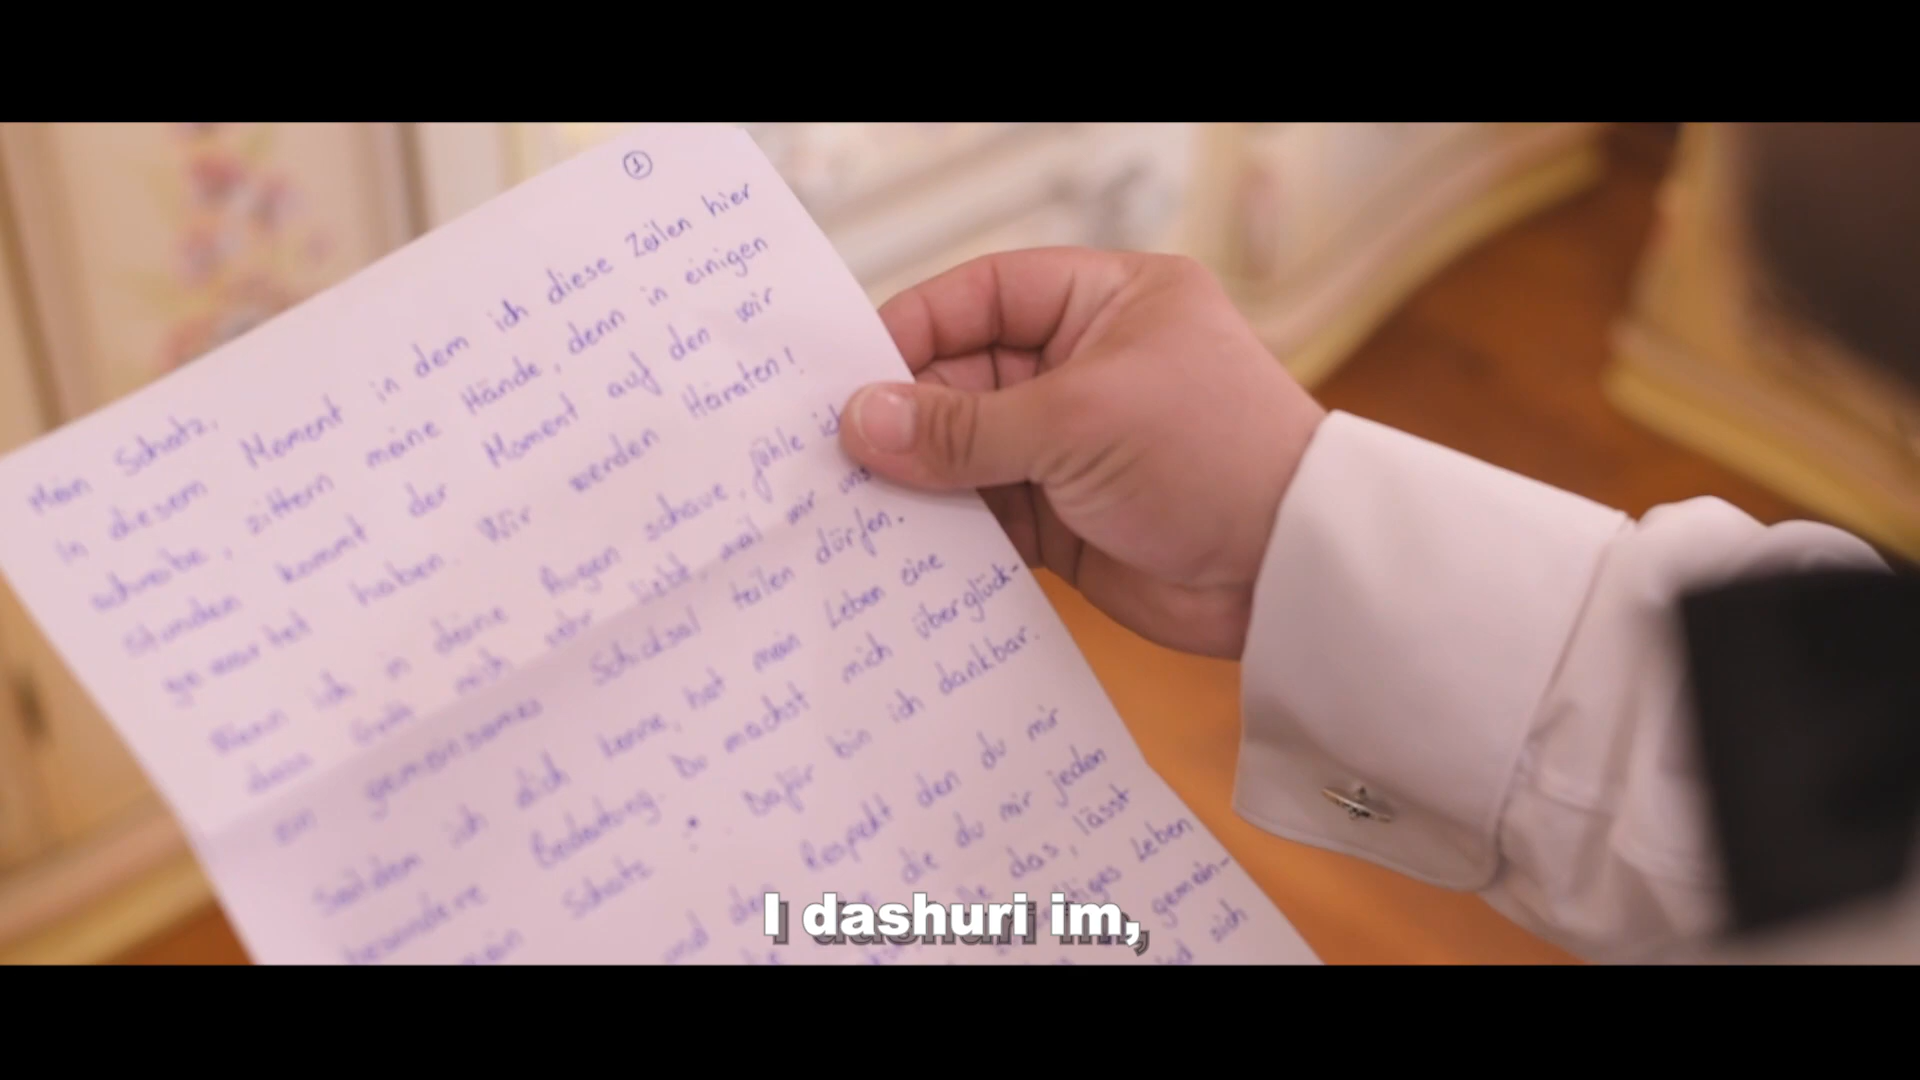 ①
Mein Schatz,
in diesem Moment in dem ich diese Zeilen hier
schreibe, zittern meine Hände, denn in einigen
Stunden kommt der Moment auf den wir
gewartet haben. Wir werden Heiraten!
Wenn ich in deine Augen schaue, fühle ich
dass Gott mich sehr liebt, weil wir uns
ein gemeinsames Schicksal teilen dürfen.
Seitdem ich dich kenne, hat mein Leben eine
besondere Bedeutung. Du machst mich überglück-
mein Schatz Dafür bin ich dankbar.
und den Respekt den du mir
die du mir jeden
das, lässt
Leben
gemein-
sich
I dashuri im,